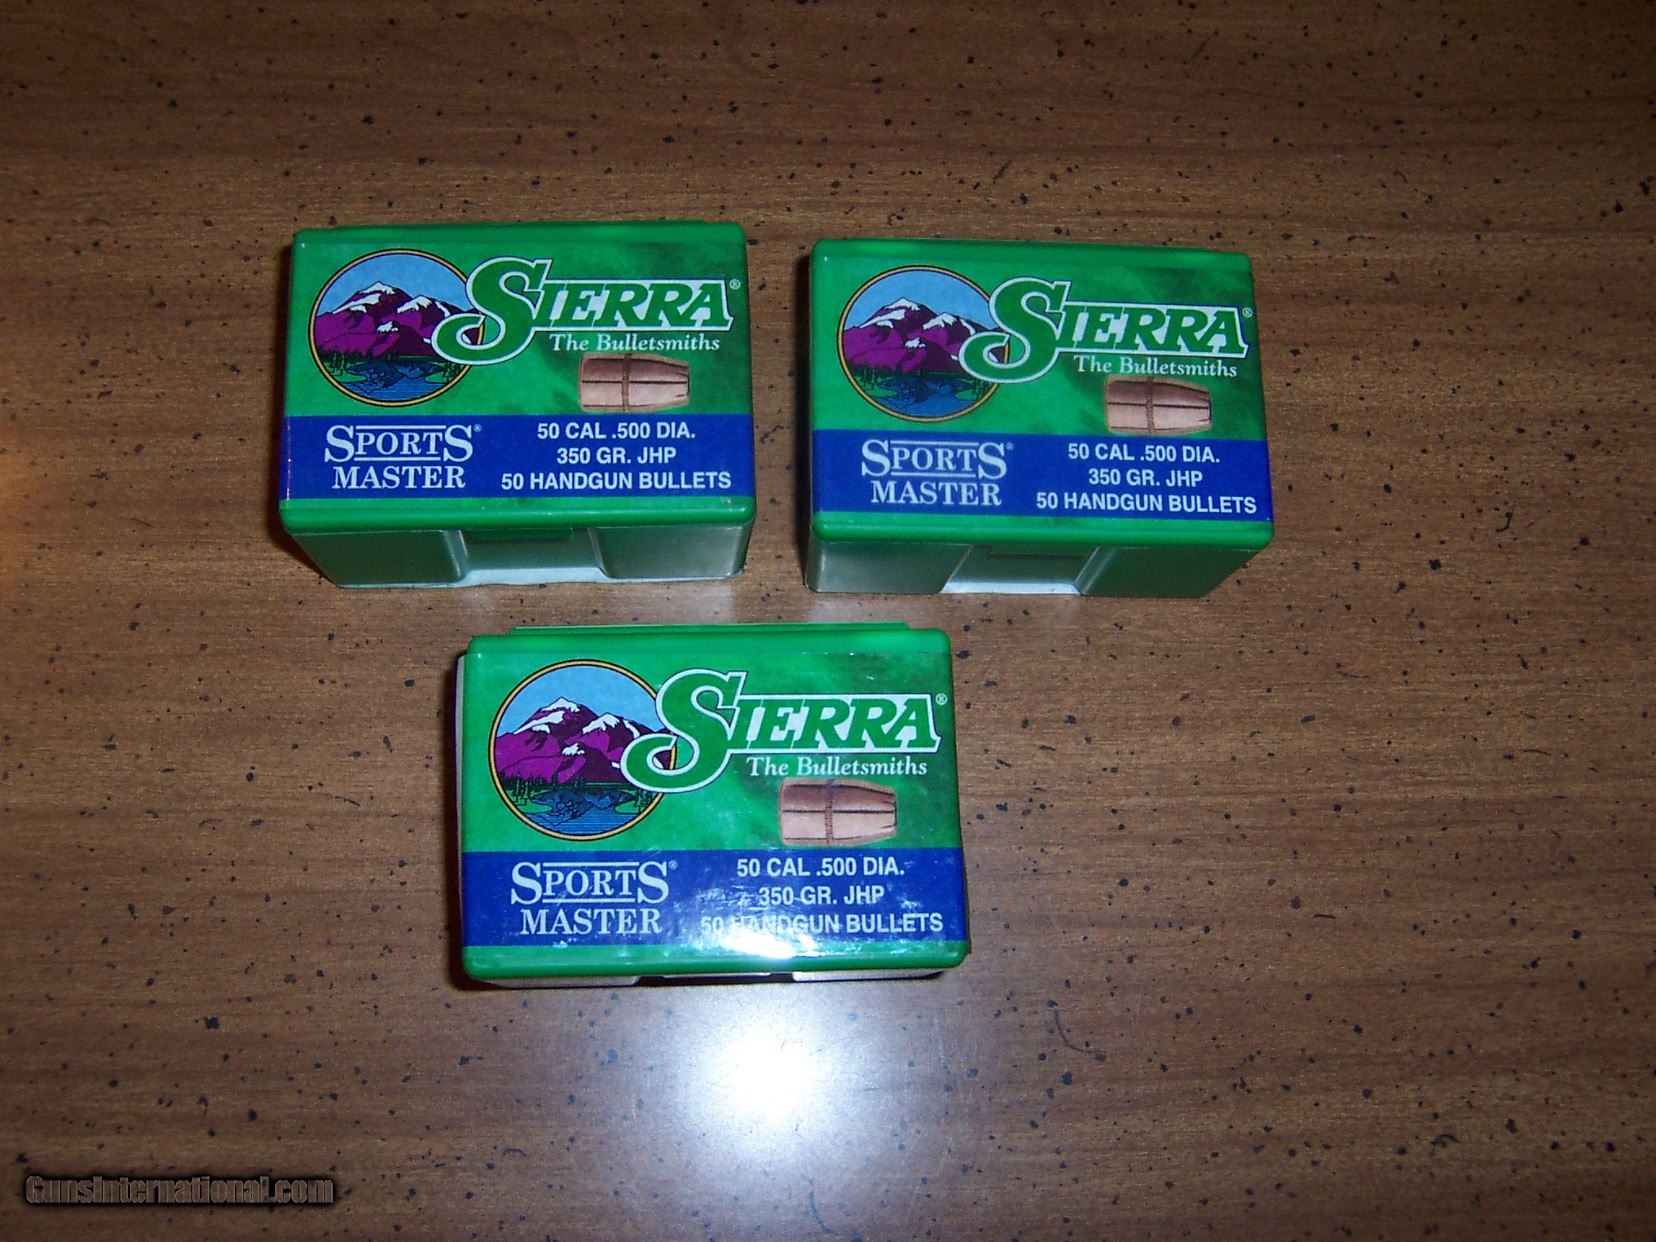 SIERRA®
The Bulletsmiths
SPORTS®
MASTER
50 CAL .500 DIA.
350 GR. JHP
50 HANDGUN BULLETS
SIERRA®
The Bulletsmiths
SPORTS®
MASTER
50 CAL .500 DIA.
350 GR. JHP
50 HANDGUN BULLETS
SIERRA®
The Bulletsmiths
SPORTS®
MASTER
50 CAL .500 DIA.
350 GR. JHP
50 HANDGUN BULLETS
GunsInternational.com